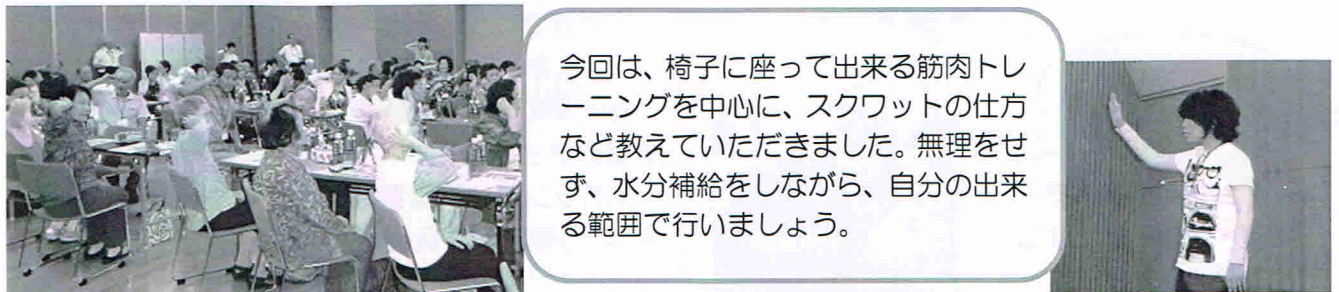 今回は、椅子に座って出来る筋肉トレ
ーニングを中心に、スクワットの仕方
など教えていただきました。無理をせ
ず、水分補給をしながら、自分の出来
る範囲で行いましょう。